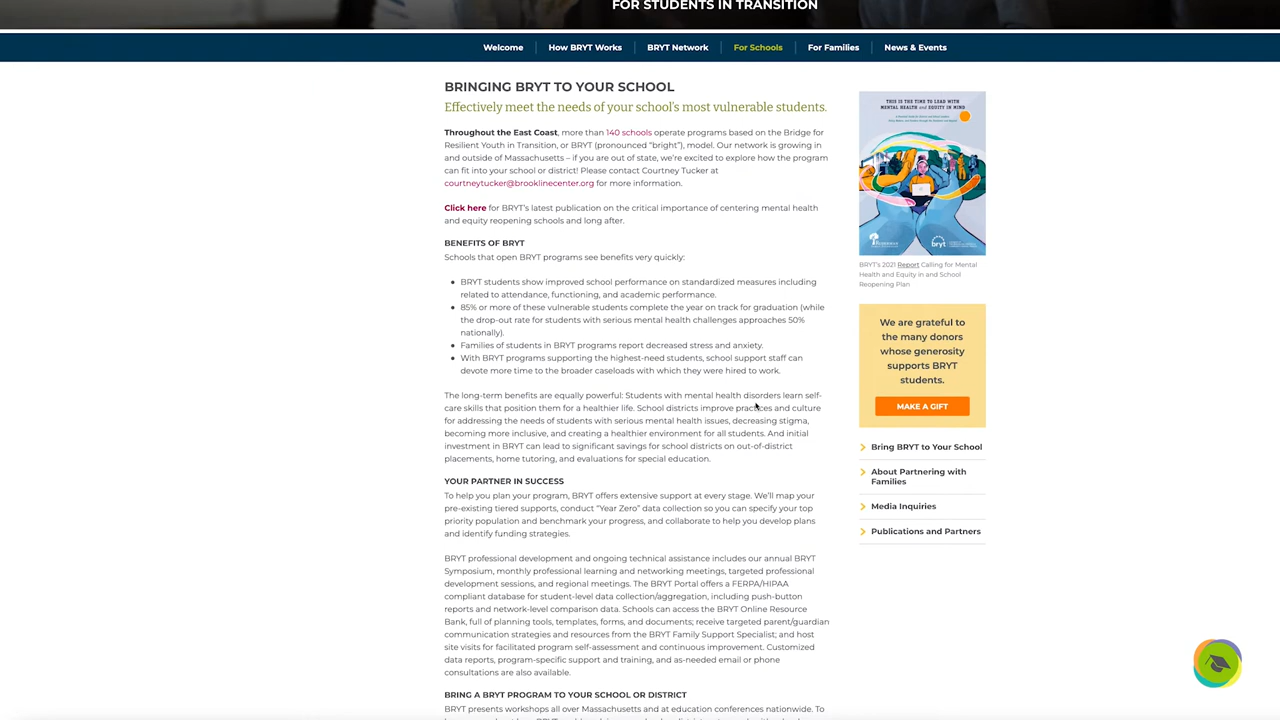 FOR STUDENTS IN TRANSITION
Welcome
How BRYT Works
BRYT Network
For Schools
For Families
News & Events
BRINGING BRYT TO YOUR SCHOOL
Effectively meet the needs of your school's most vulnerable students.
Throughout the East Coast, more than 140 schools operate programs based on the Bridge for
Resilient Youth in Transition, or BRYT (pronounced "bright"), model. Our network is growing in
and outside of Massachusetts – if you are out of state, we're excited to explore how the program
can fit into your school or district! Please contact Courtney Tucker at
courtneytucker@brooklinecenter.org for more information.
Click here for BRYT's latest publication on the critical importance of centering mental health
and equity reopening schools and long after.
BENEFITS OF BRYT
Schools that open BRYT programs see benefits very quickly:
BRYT students show improved school performance on standardized measures including
related to attendance, functioning, and academic performance.
85% or more of these vulnerable students complete the year on track for graduation (while
the drop-out rate for students with serious mental health challenges approaches 50%
nationally).
Families of students in BRYT programs report decreased stress and anxiety.
With BRYT programs supporting the highest-need students, school support staff can
devote more time to the broader caseloads with which they were hired to work.
The long-term benefits are equally powerful: Students with mental health disorders learn self-
care skills that position them for a healthier life. School districts improve practices and culture
for addressing the needs of students with serious mental health issues, decreasing stigma,
becoming more inclusive, and creating a healthier environment for all students. And initial
investment in BRYT can lead to significant savings for school districts on out-of-district
placements, home tutoring, and evaluations for special education.
YOUR PARTNER IN SUCCESS
To help you plan your program, BRYT offers extensive support at every stage. We'll map your
pre-existing tiered supports, conduct "Year Zero" data collection so you can specify your top
priority population and benchmark your progress, and collaborate to help you develop plans
and identify funding strategies.
BRYT professional development and ongoing technical assistance includes our annual BRYT
Symposium, monthly professional learning and networking meetings, targeted professional
development sessions, and regional meetings. The BRYT Portal offers a FERPA/HIPAA
compliant database for student-level data collection/aggregation, including push-button
reports and network-level comparison data. Schools can access the BRYT Online Resource
Bank, full of planning tools, templates, forms, and documents; receive targeted parent/guardian
communication strategies and resources from the BRYT Family Support Specialist; and host
site visits for facilitated program self-assessment and continuous improvement. Customized
data reports, program-specific support and training, and as-needed email or phone
consultations are also available.
BRING A BRYT PROGRAM TO YOUR SCHOOL OR DISTRICT
BRYT presents workshops all over Massachusetts and at education conferences nationwide. To
THIS IS THE TIME TO LEAD WITH
MENTAL HEALTH and EQUITY IN MIND
bryt
BRYT's 2021 Report Calling for Mental
Health and Equity in and School
Reopening Plan
We are grateful to
the many donors
whose generosity
supports BRYT
students.
MAKE A GIFT
Bring BRYT to Your School
About Partnering with
Families
Media Inquiries
Publications and Partners